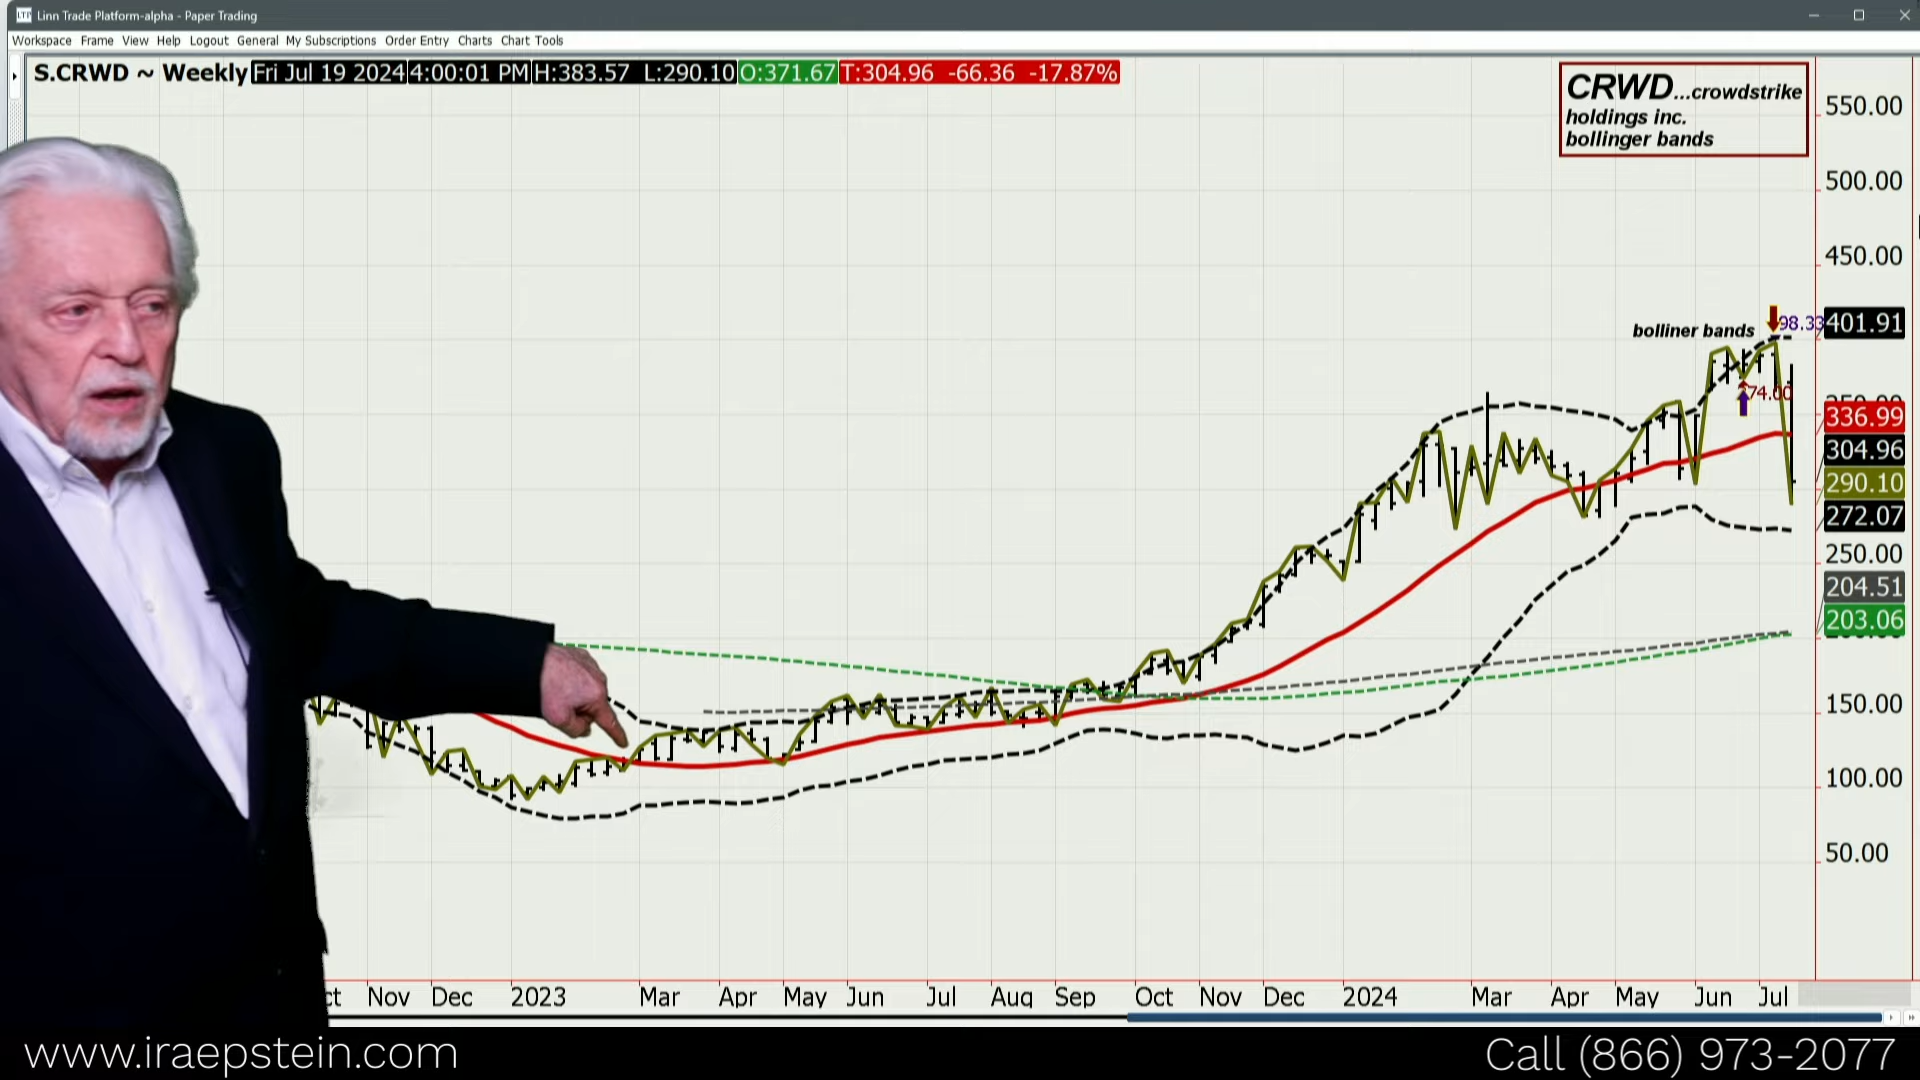 Linn Trade Platform-alpha - Paper Trading
Workspace Frame View Help Logout General My Subscriptions Order Entry Charts Chart Tools
S.CRWD ~ Weekly Fri Jul 19 2024 4:00:01 PM H:383.57 L:290.10 O:371.67 T:304.96 -66.36 -17.87%
CRWD...crowdstrike
holdings inc.
bollinger bands
550.00
500.00
450.00
bolliner bands
98.33
401.91
74.00
336.99
304.96
290.10
272.07
250.00
204.51
203.06
150.00
100.00
50.00
Nov Dec 2023 Mar Apr May Jun Jul Aug Sep Oct Nov Dec 2024 Mar Apr May Jun Jul
www.iraepstein.com
Call (866) 973-2077